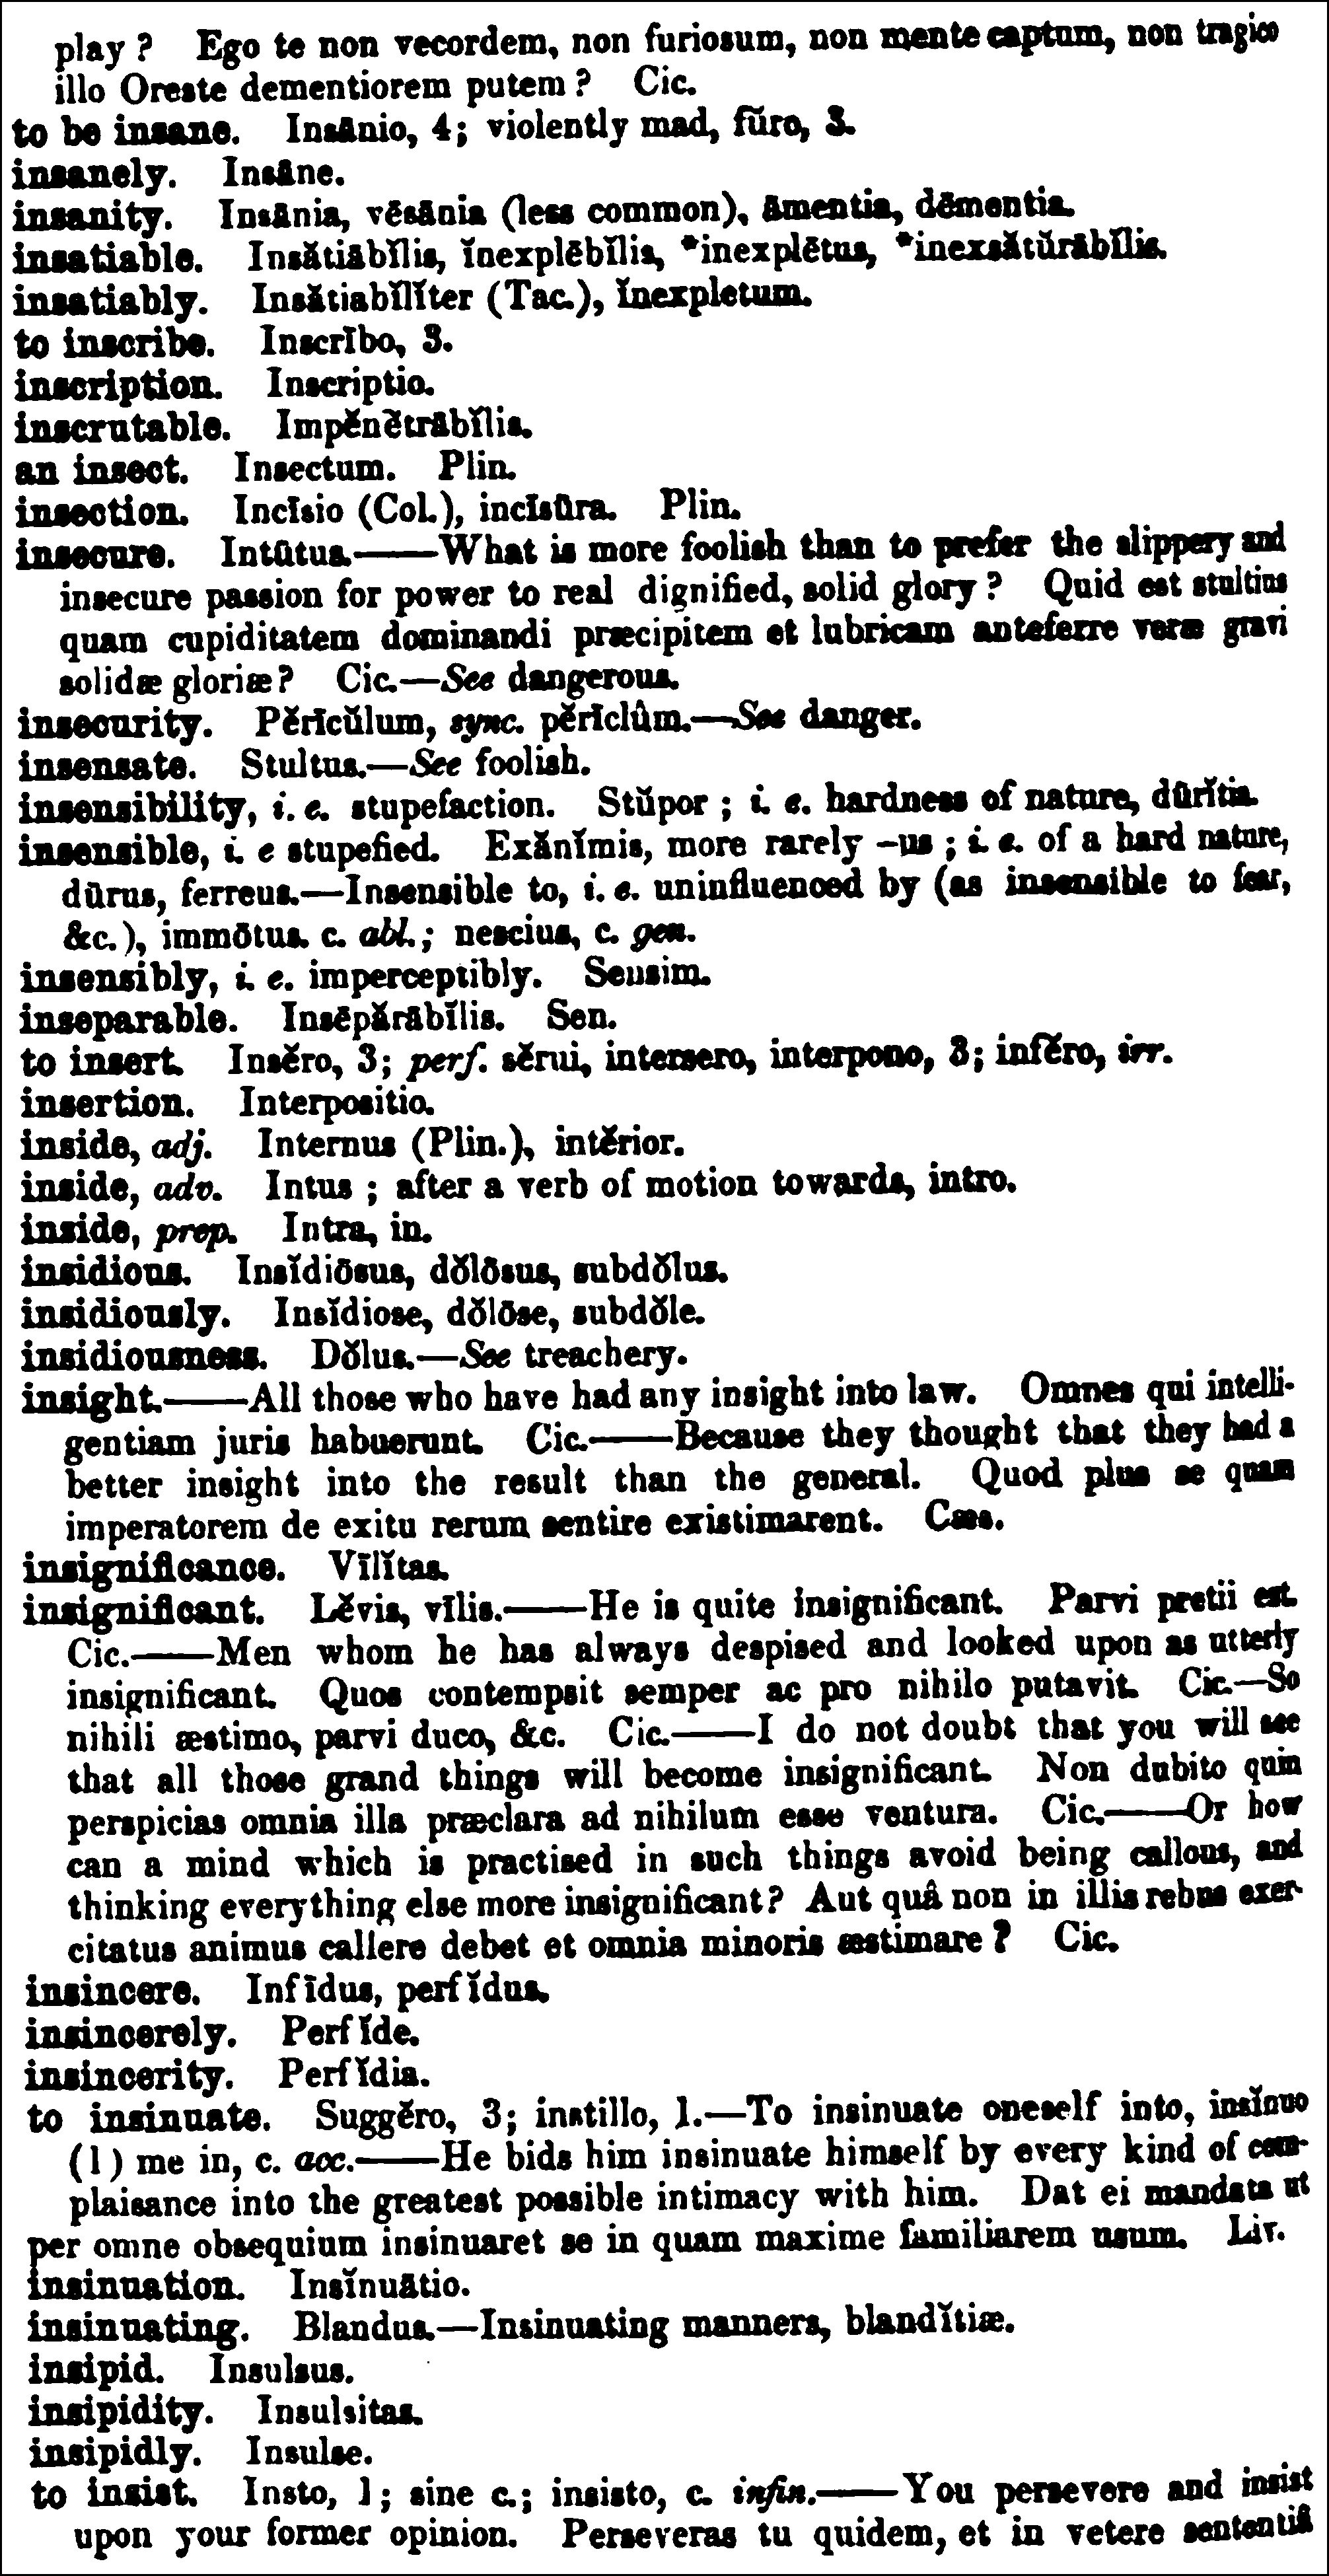 play ? Ego te non vecordem, non furiosum, non mente captum, non tragico
illo Oreste dementiorem putem ? Cic.
to be insane. Insānio, 4; violently mad, fŭro, 3.
insanely. Insāne.
insanity. Insānia, vēsānia (less common), āmentia, dēmentia.
insatiable. Insătiābĭlis, ĭnexplēbĭlis, *inexplētus, *inexsătŭrābĭlis.
insatiably. Insătiabĭlĭter (Tac.), ĭnexpletum.
to inscribe. Inscrībo, 3.
inscription. Inscriptio.
inscrutable. Impĕnĕtrābĭlis.
an insect. Insectum. Plin.
insection. Incīsio (Col.), incīsūra. Plin.
insecure. Intūtus.——What is more foolish than to prefer the slippery and
insecure passion for power to real dignified, solid glory ? Quid est stultius
quam cupiditatem dominandi præcipitem et lubricam anteferre veræ gravi
solidæ gloriæ ? Cic.—See dangerous.
insecurity. Pĕrīcŭlum, sync. pĕrīclûm.—See danger.
insensate. Stultus.—See foolish.
insensibility, i. e. stupefaction. Stŭpor ; i. e. hardness of nature, dūrĭtia.
insensible, i. e stupefied. Exănĭmis, more rarely –us ; i. e. of a hard nature,
dūrus, ferreus.—Insensible to, i. e. uninfluenced by (as insensible to fear,
&c.), immōtus. c. abl.; nescius, c. gen.
insensibly, i. e. imperceptibly. Sensim.
inseparable. Insēpărābĭlis. Sen.
to insert. Insĕro, 3; perf. sĕrui, intersero, interpono, 3; infĕro, irr.
insertion. Interpositio.
inside, adj. Internus (Plin.), intĕrior.
inside, adv. Intus ; after a verb of motion towards, intro.
inside, prep. Intra, in.
insidious. Insĭdiōsus, dŏlōsus, subdŏlus.
insidiously. Insĭdiose, dŏlōse, subdŏle.
insidiousness. Dŏlus.—See treachery.
insight.——All those who have had any insight into law. Omnes qui intelli-
gentiam juris habuerunt. Cic.——Because they thought that they had a
better insight into the result than the general. Quod plus se quam
imperatorem de exitu rerum sentire existimarent. Cæs.
insignificance. Vīlĭtas.
insignificant. Lĕvis, vīlis.——He is quite insignificant. Parvi pretii est.
Cic.——Men whom he has always despised and looked upon as utterly
insignificant. Quos contempsit semper ac pro nihilo putavit. Cic.—So
nihili æstimo, parvi duco, &c. Cic.——I do not doubt that you will see
that all those grand things will become insignificant. Non dubito quin
perspicias omnia illa præclara ad nihilum esse ventura. Cic.——Or how
can a mind which is practised in such things avoid being callous, and
thinking everything else more insignificant ? Aut quâ non in illis rebus exer-
citatus animus callere debet et omnia minoris æstimare ? Cic.
insincere. Infīdus, perfĭdus.
insincerely. Perfĭde.
insincerity. Perfĭdia.
to insinuate. Suggĕro, 3; instillo, 1.—To insinuate oneself into, insĭnuo
(1) me in, c. acc.——He bids him insinuate himself by every kind of com-
plaisance into the greatest possible intimacy with him. Dat ei mandata ut
per omne obsequium insinuaret se in quam maxime familiarem usum. Liv.
insinuation. Insĭnuātio.
insinuating. Blandus.—Insinuating manners, blandĭtiæ.
insipid. Insulsus.
insipidity. Insulsitas.
insipidly. Insulse.
to insist. Insto, 1; sine c.; insisto, c. infin.——You persevere and insist
upon your former opinion. Perseveras tu quidem, et in vetere sententiâ